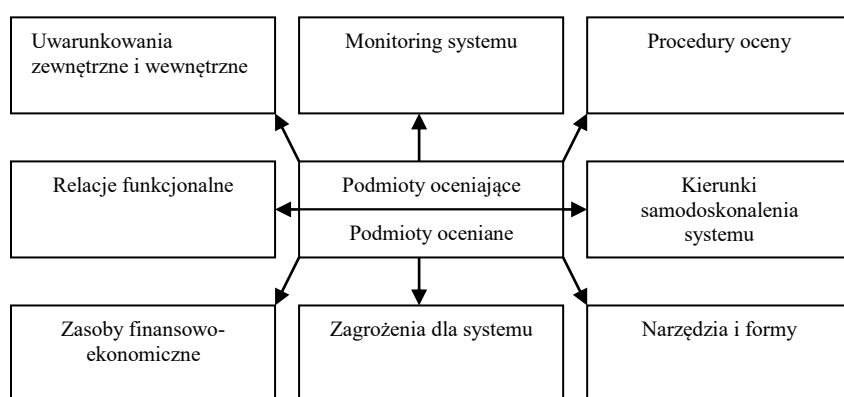 Uwarunkowania
zewnętrzne i wewnętrzne
Monitoring systemu
Procedury oceny
Relacje funkcjonalne
Podmioty oceniające
Podmioty oceniane
Kierunki
samodoskonalenia
systemu
Zasoby finansowo-
ekonomiczne
Zagrożenia dla systemu
Narzędzia i formy